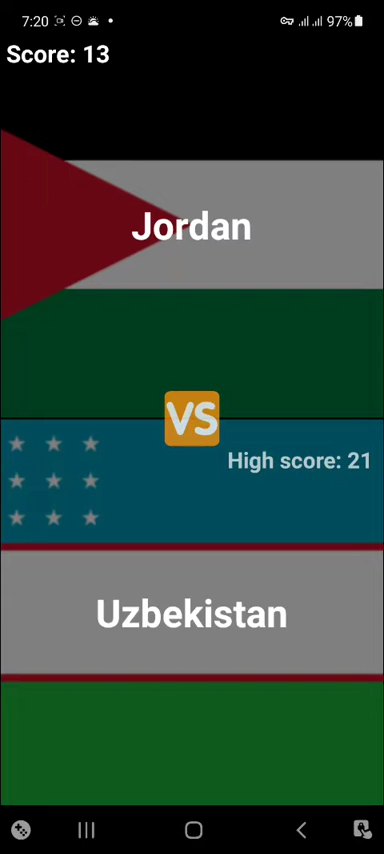 7:20 97%
Score: 13
Jordan
VS
High score: 21
Uzbekistan